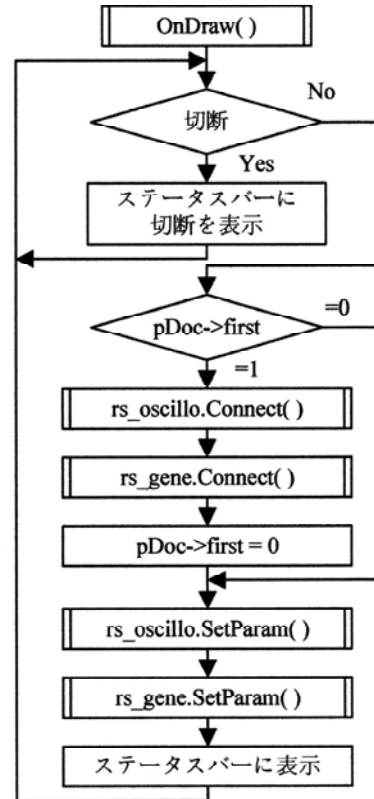 OnDraw( )
切断
No
Yes
ステータスバーに
切断を表示
pDoc->first
=0
=1
rs_oscillo.Connect( )
rs_gene.Connect( )
pDoc->first = 0
rs_oscillo.SetParam( )
rs_gene.SetParam( )
ステータスバーに表示